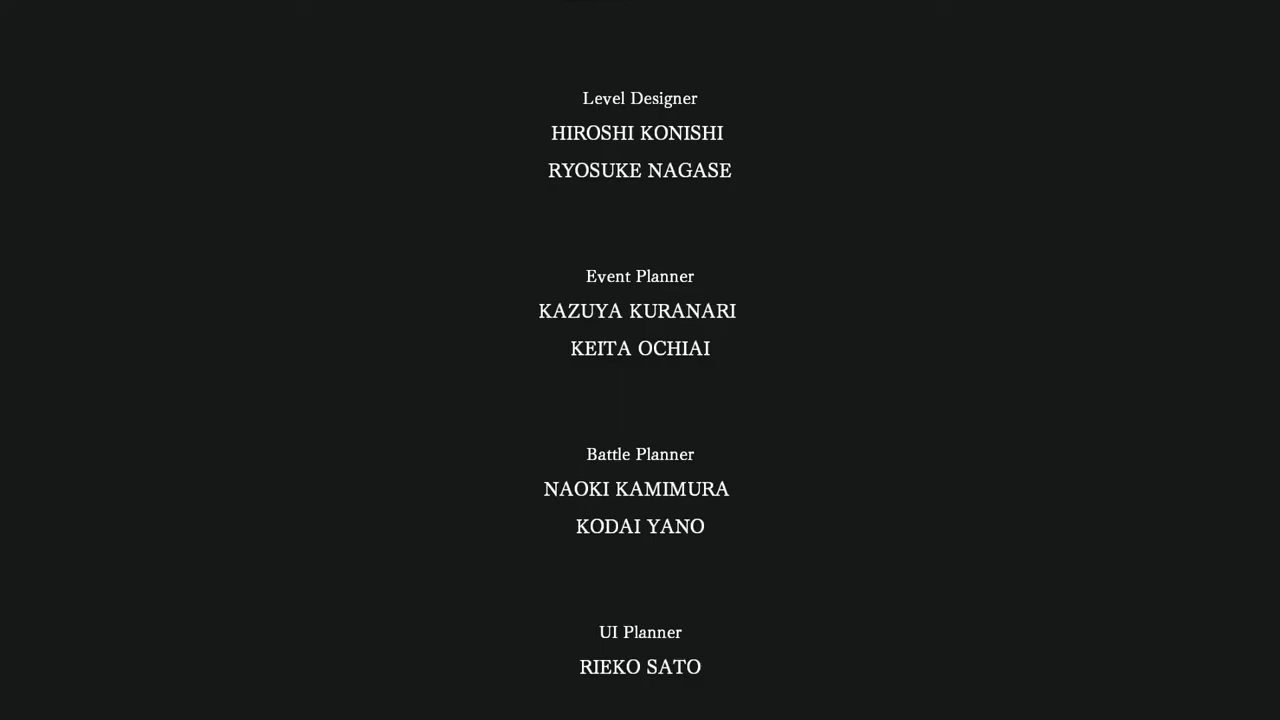 Level Designer
HIROSHI KONISHI
RYOSUKE NAGASE
Event Planner
KAZUYA KURANARI
KEITA OCHIAI
Battle Planner
NAOKI KAMIMURA
KODAI YANO
UI Planner
RIEKO SATO